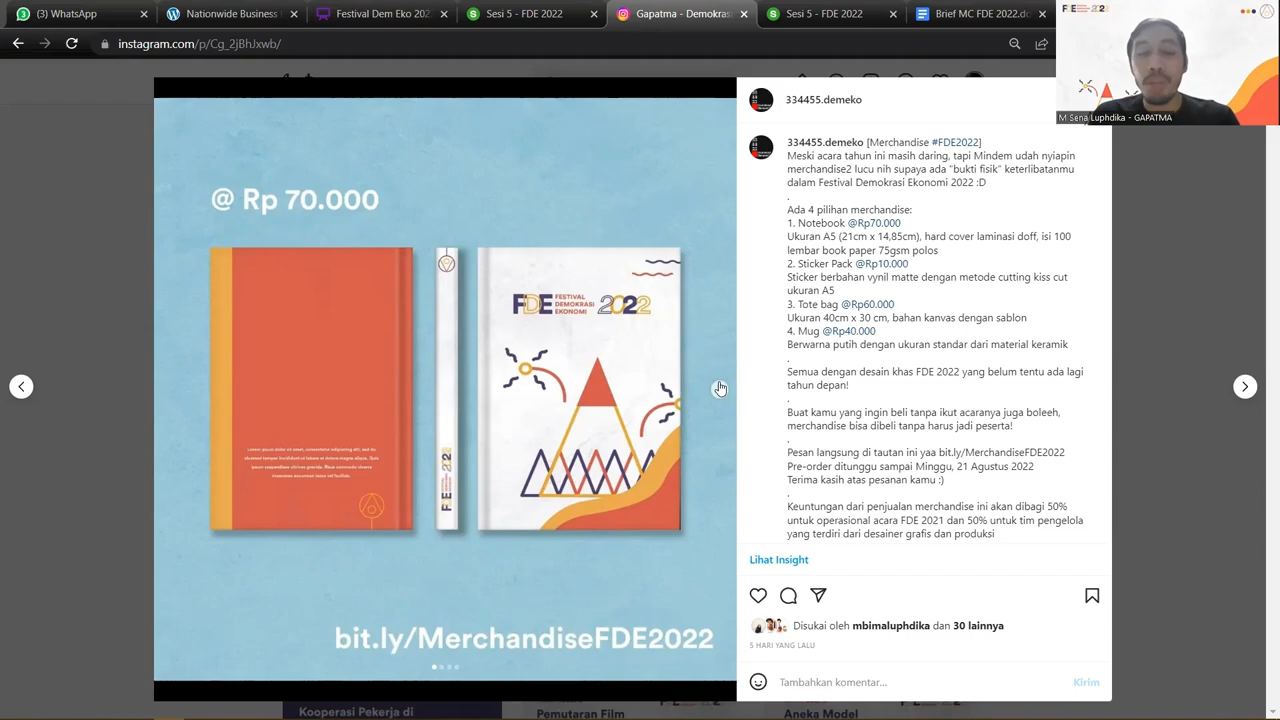 (3) WhatsApp
Nationwide Business
Festival Demokrasi Eko 202
Sesi 5 - FDE 2022
Gapatma - Demokras
Sesi 5 FDE 2022
Brief MC FDE 2022.do
instagram.com/p/Cg_2jBhJxwb/
FDE 2022
M Sena Luphdika - GAPATMA
@ Rp 70.000
FDE FESTIVAL DEMOKRASI EKONOMI 2022
FDE 2022
bit.ly/MerchandiseFDE2022
334455.demeko
334455.demeko [Merchandise #FDE2022]
Meski acara tahun ini masih daring, tapi Mindem udah nyiapin
merchandise2 lucu nih supaya ada "bukti fisik" keterlibatanmu
dalam Festival Demokrasi Ekonomi 2022 :D
.
Ada 4 pilihan merchandise:
1. Notebook @Rp70.000
Ukuran A5 (21cm x 14,85cm), hard cover laminasi doff, isi 100
lembar book paper 75gsm polos
2. Sticker Pack @Rp10.000
Sticker berbahan vynil matte dengan metode cutting kiss cut
ukuran A5
3. Tote bag @Rp60.000
Ukuran 40cm x 30 cm, bahan kanvas dengan sablon
4. Mug @Rp40.000
Berwarna putih dengan ukuran standar dari material keramik
.
Semua dengan desain khas FDE 2022 yang belum tentu ada lagi
tahun depan!
.
Buat kamu yang ingin beli tanpa ikut acaranya juga boleeh,
merchandise bisa dibeli tanpa harus jadi peserta!
.
Pesan langsung di tautan ini yaa bit.ly/MerchandiseFDE2022
Pre-order ditunggu sampai Minggu, 21 Agustus 2022
Terima kasih atas pesanan kamu :)
.
Keuntungan dari penjualan merchandise ini akan dibagi 50%
untuk operasional acara FDE 2021 dan 50% untuk tim pengelola
yang terdiri dari desainer grafis dan produksi
Lihat Insight
Disukai oleh mbimaluphdika dan 30 lainnya
5 HARI YANG LALU
Tambahkan komentar...
Kirim
Kooperasi Pekerja di
Pemutaran Film
Aneka Model